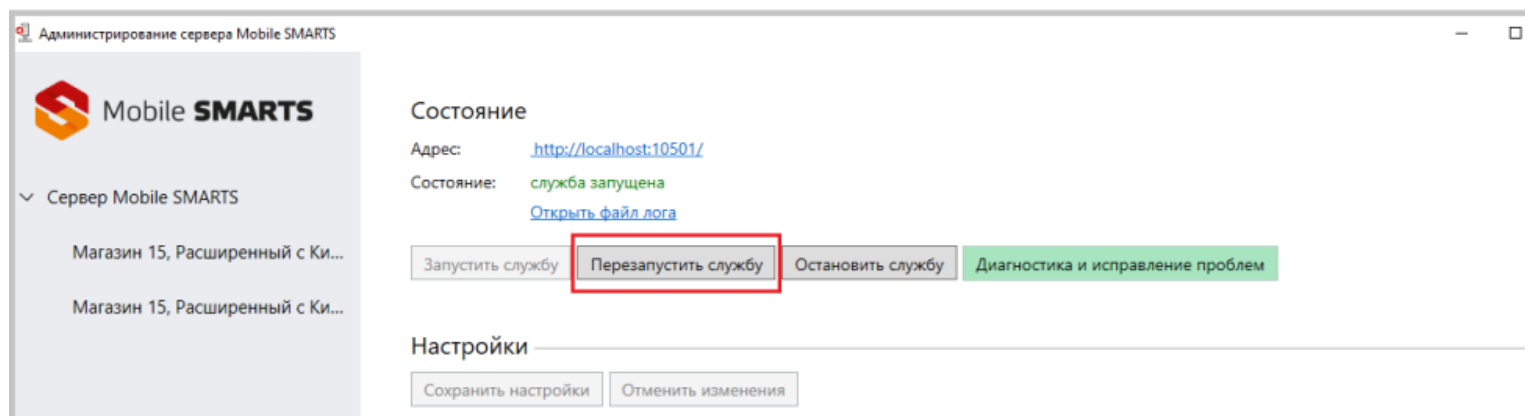 Администрирование сервера Mobile SMARTS
Mobile SMARTS
Сервер Mobile SMARTS
Магазин 15, Расширенный с Ки...
Магазин 15, Расширенный с Ки...
Состояние
Адрес: http://localhost:10501/
Состояние: служба запущена
Открыть файл лога
Запустить службу Перезапустить службу Остановить службу Диагностика и исправление проблем
Настройки
Сохранить настройки Отменить изменения